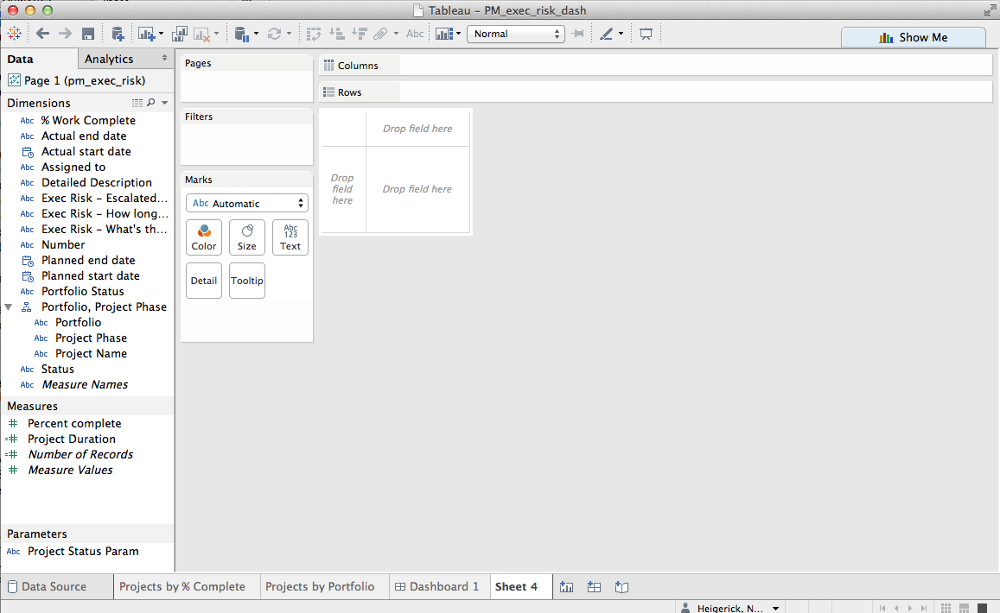 Tableau - PM_exec_risk_dash
Abc
Normal
Show Me
Data
Analytics
Page 1 (pm_exec_risk)
Dimensions
Abc % Work Complete
Abc Actual end date
Actual start date
Abc Assigned to
Abc Detailed Description
Abc Exec Risk - Escalated...
Abc Exec Risk - How long...
Abc Exec Risk - What's th...
Abc Number
Planned end date
Planned start date
Abc Portfolio Status
Portfolio, Project Phase
Abc Portfolio
Abc Project Phase
Abc Project Name
Abc Status
Abc Measure Names
Measures
# Percent complete
=# Project Duration
=# Number of Records
# Measure Values
Parameters
Abc Project Status Param
Pages
Filters
Marks
Abc Automatic
Color
Size
Abc
123
Text
Detail
Tooltip
Columns
Rows
Drop field here
Drop
field
here
Drop field here
Data Source
Projects by % Complete
Projects by Portfolio
Dashboard 1
Sheet 4
Heigerick, N...